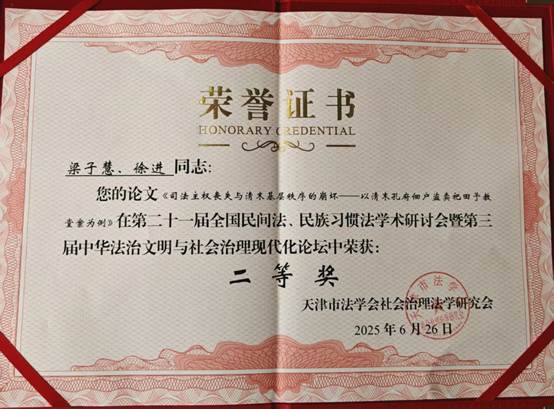 荣誉证书
HONORARY CREDENTIAL
梁子慧、徐进 同志：
您的论文《司法主权丧失与清末基层秩序的崩坏——以清末孔府佃户盗卖祀田予教
堂案为例》在第二十一届全国民间法、民族习惯法学术研讨会暨第三
届中华法治文明与社会治理现代化论坛中荣获：
二等奖
天津市法学会社会治理法学研究会
2025年6月26日
天津市法学